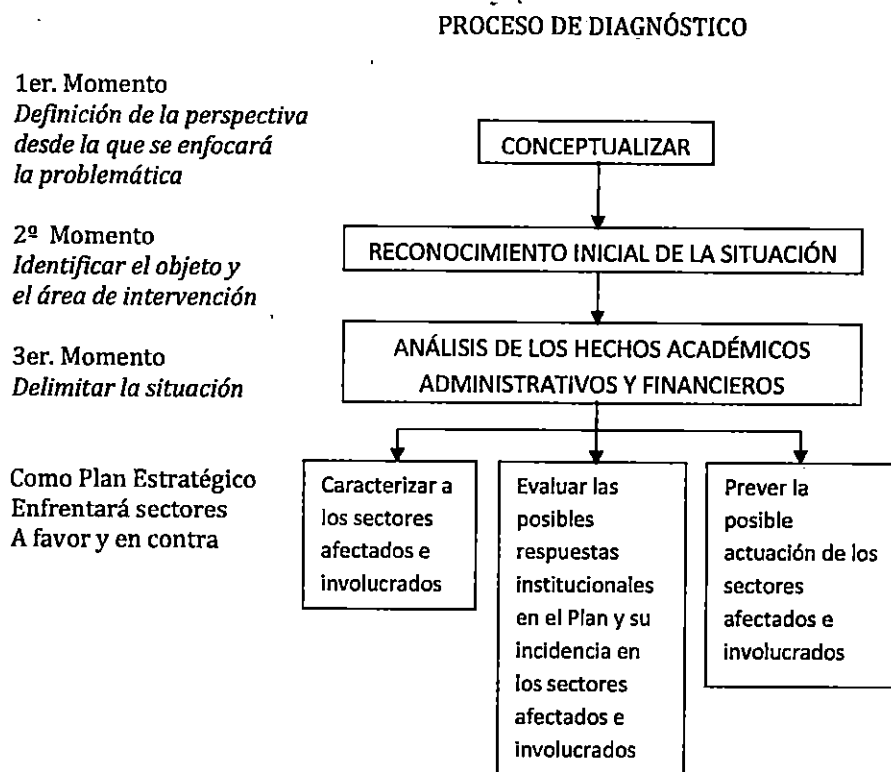 PROCESO DE DIAGNÓSTICO
1er. Momento
Definición de la perspectiva
desde la que se enfocará
la problemática
CONCEPTUALIZAR
2º Momento
Identificar el objeto y
el área de intervención
RECONOCIMIENTO INICIAL DE LA SITUACIÓN
3er. Momento
Delimitar la situación
ANÁLISIS DE LOS HECHOS ACADÉMICOS
ADMINISTRATIVOS Y FINANCIEROS
Como Plan Estratégico
Enfrentará sectores
A favor y en contra
Caracterizar a
los sectores
afectados e
involucrados
Evaluar las
posibles
respuestas
institucionales
en el Plan y su
incidencia en
los sectores
afectados e
involucrados
Prever la
posible
actuación de los
sectores
afectados e
involucrados